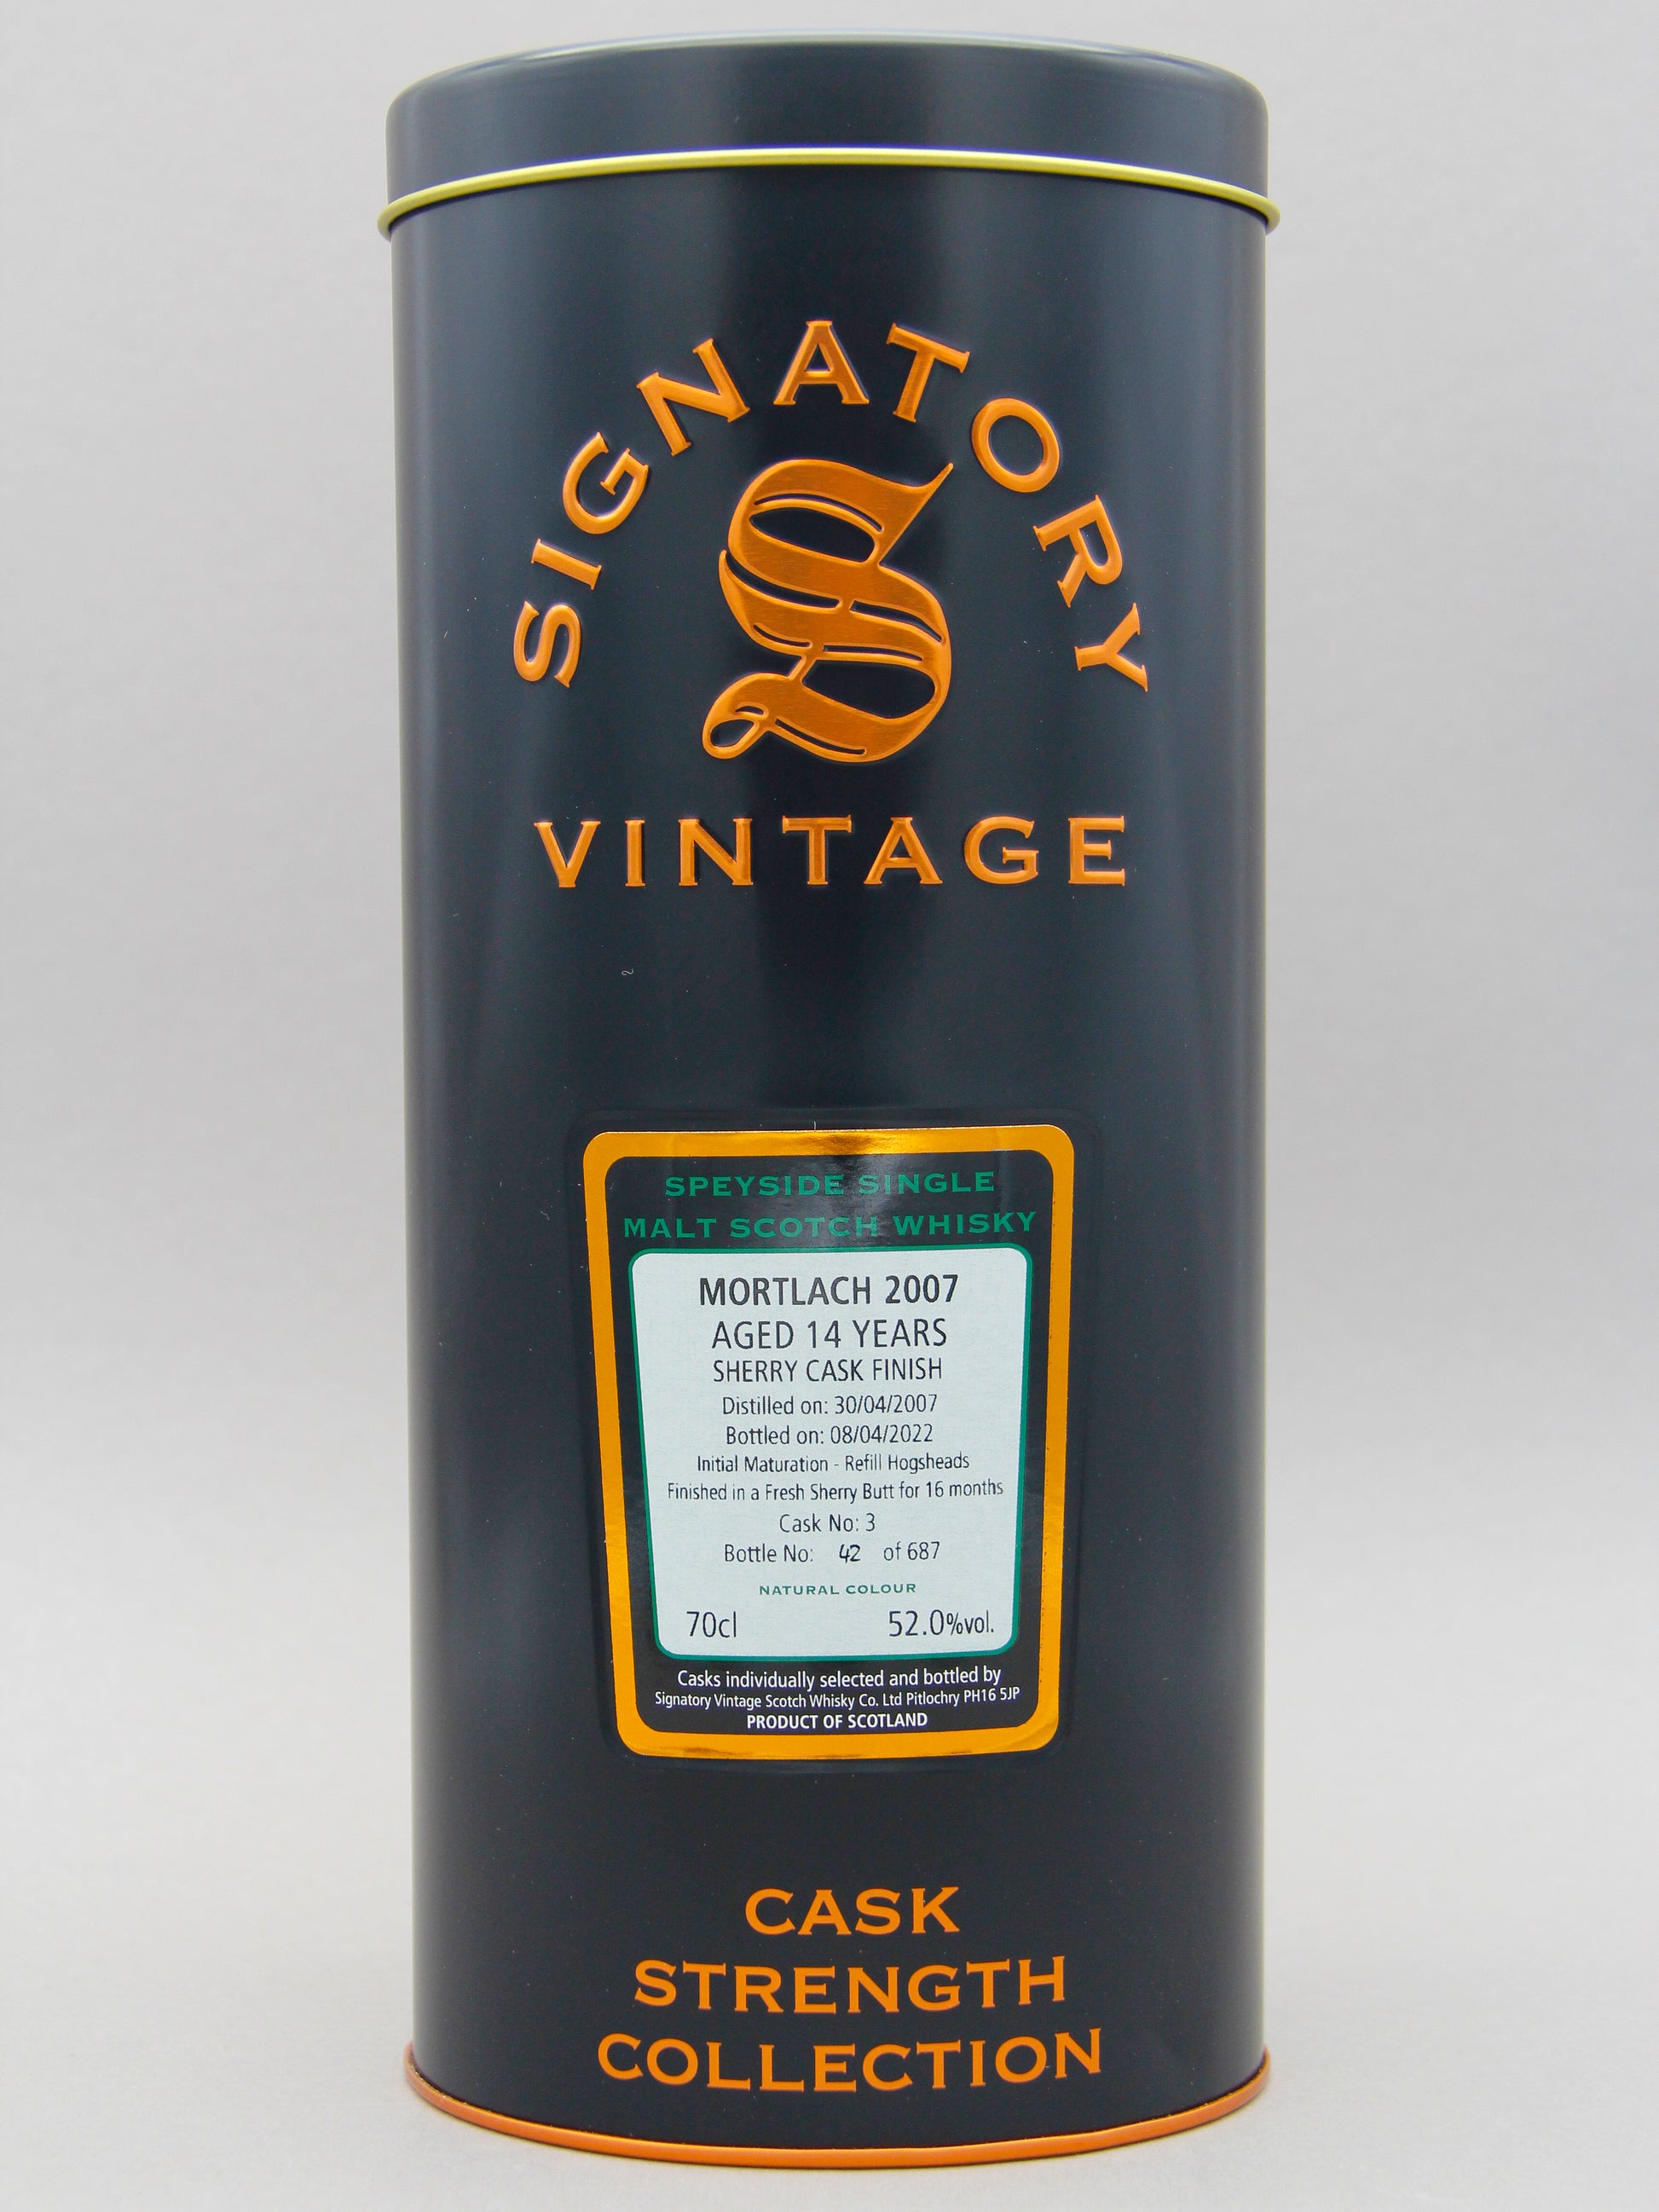 SIGNATORY
S
VINTAGE
SPEYSIDE SINGLE
MALT SCOTCH WHISKY
MORTLACH 2007
AGED 14 YEARS
SHERRY CASK FINISH
Distilled on: 30/04/2007
Bottled on: 08/04/2022
Initial Maturation - Refill Hogsheads
Finished in a Fresh Sherry Butt for 16 months
Cask No: 3
Bottle No: 42 of 687
NATURAL COLOUR
70cl 52.0%vol.
Casks individually selected and bottled by
Signatory Vintage Scotch Whisky Co. Ltd Pitlochry PH16 5JP
PRODUCT OF SCOTLAND
CASK
STRENGTH
COLLECTION